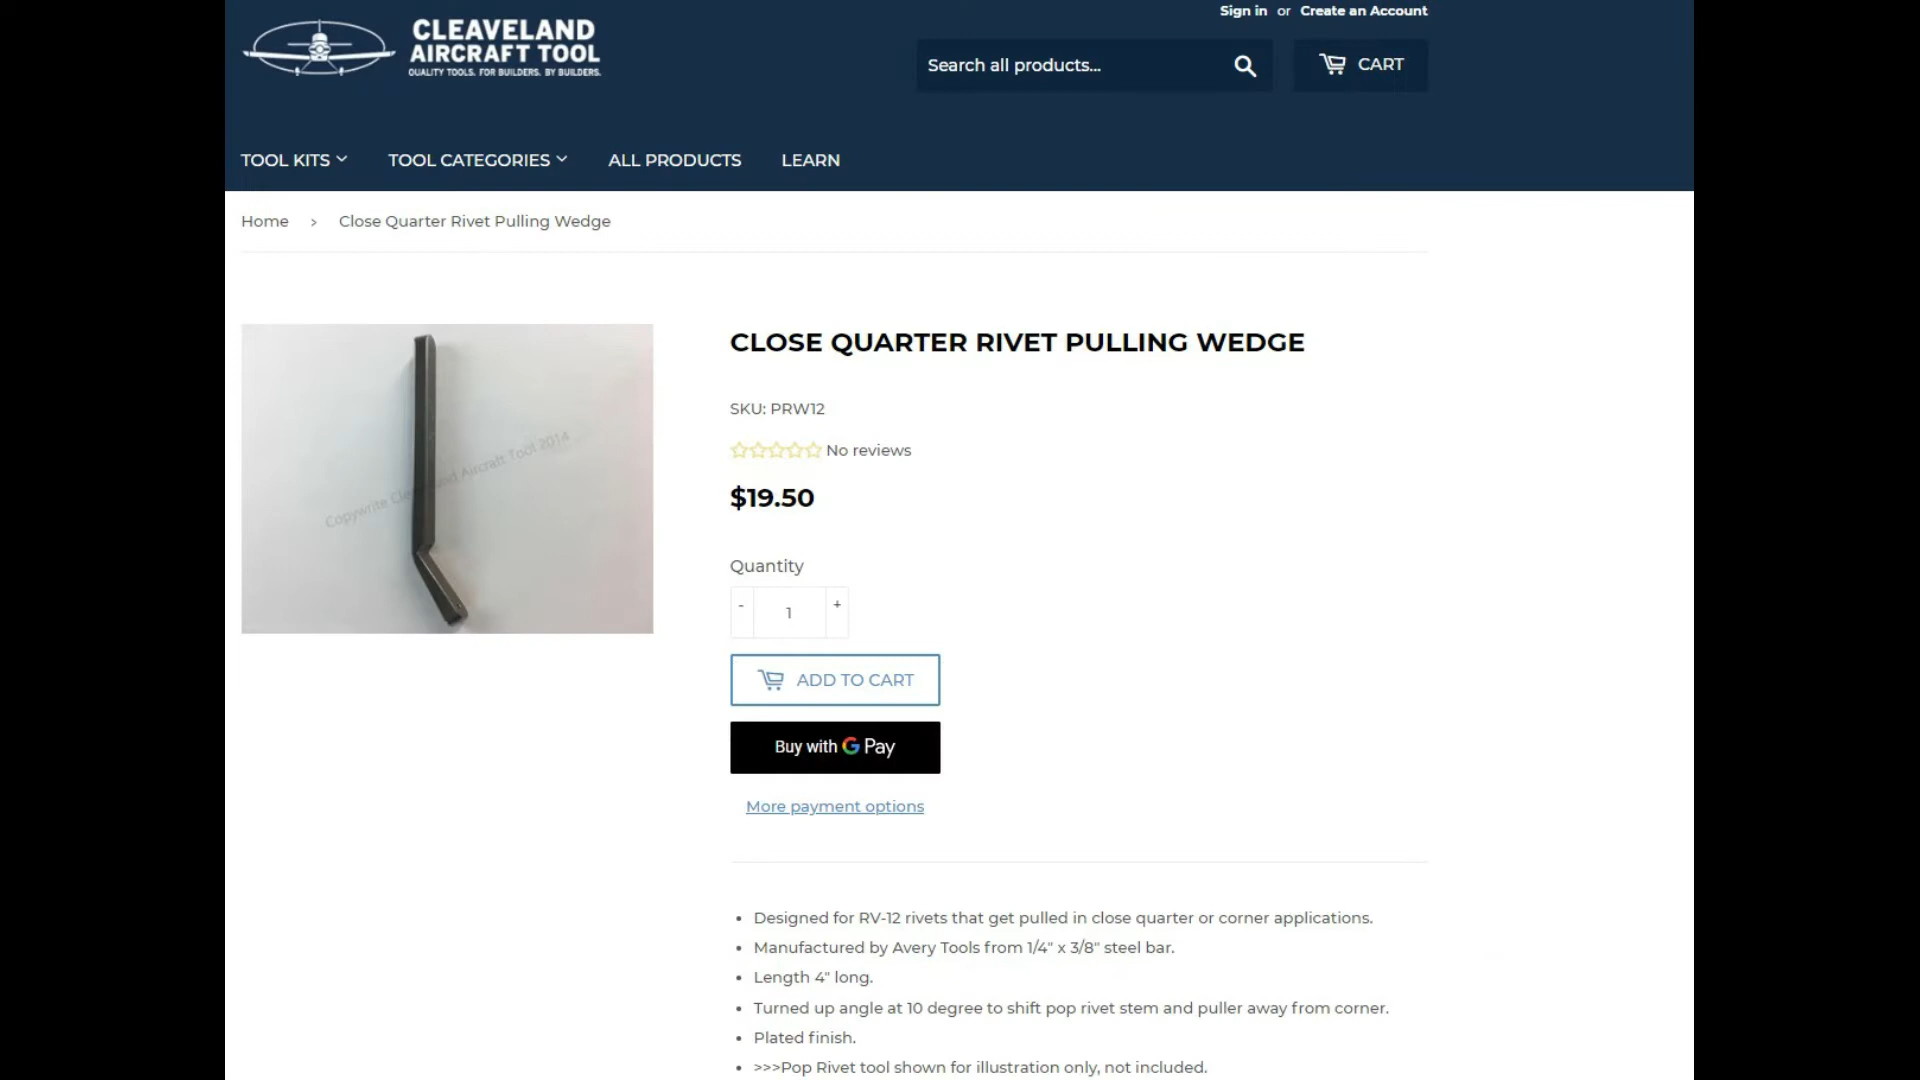 Sign in or Create an Account
CLEAVELAND
AIRCRAFT TOOL
QUALITY TOOLS. FOR BUILDERS. BY BUILDERS.
Search all products...
CART
TOOL KITS
TOOL CATEGORIES
ALL PRODUCTS
LEARN
Home › Close Quarter Rivet Pulling Wedge
Copywrite Cleaveland Aircraft Tool 2014
CLOSE QUARTER RIVET PULLING WEDGE
SKU: PRW12
No reviews
$19.50
Quantity
- 1 +
ADD TO CART
Buy with G Pay
More payment options
• Designed for RV-12 rivets that get pulled in close quarter or corner applications.
• Manufactured by Avery Tools from 1/4" x 3/8" steel bar.
• Length 4" long.
• Turned up angle at 10 degree to shift pop rivet stem and puller away from corner.
• Plated finish.
• >>>Pop Rivet tool shown for illustration only, not included.